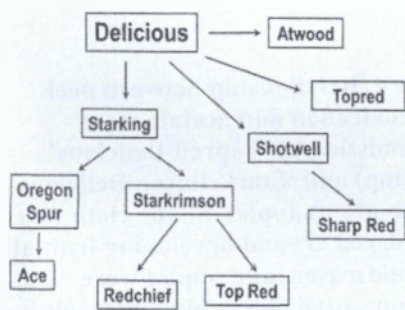 Delicious
Atwood
Topred
Starking
Shotwell
Oregon
Spur
Starkrimson
Sharp Red
Ace
Redchief
Top Red